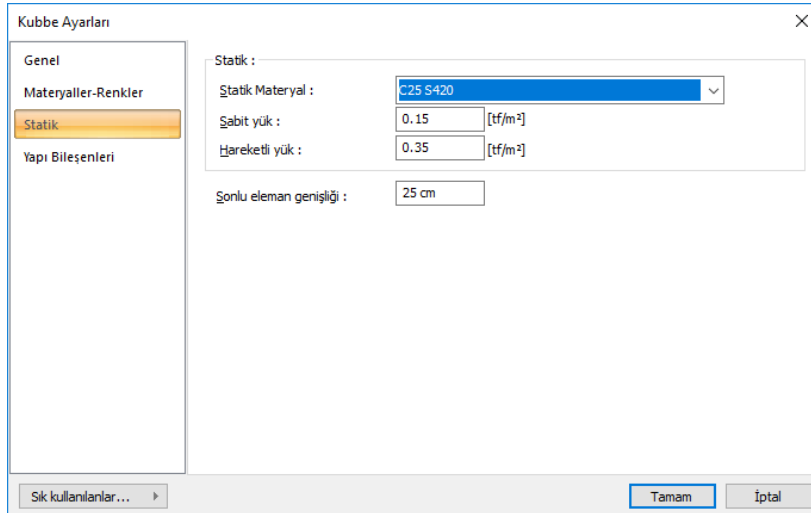 Kubbe Ayarları
Genel
Materyaller-Renkler
Statik
Yapı Bileşenleri
Statik :
Statik Materyal : C25 S420
Sabit yük : 0.15 [tf/m²]
Hareketli yük : 0.35 [tf/m²]
Sonlu eleman genişliği : 25 cm
Sık kullanılanlar... Tamam İptal